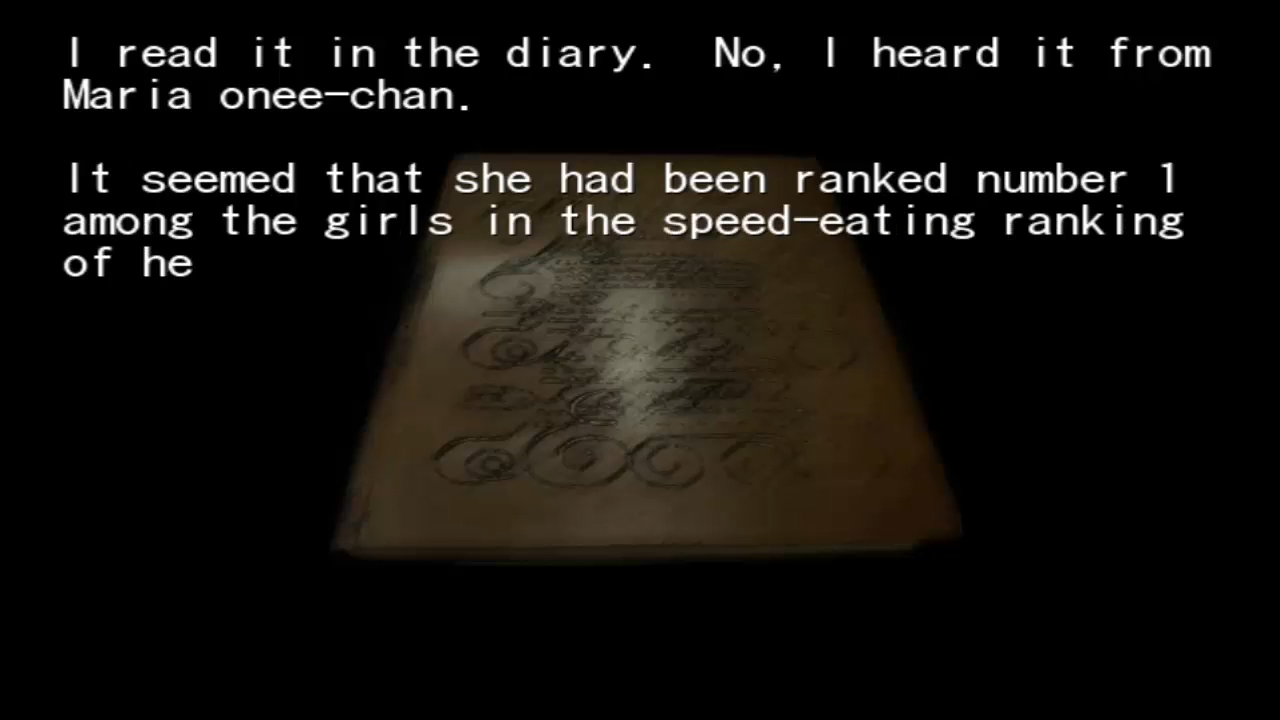 I read it in the diary.  No, I heard it from
Maria onee-chan.
It seemed that she had been ranked number 1
among the girls in the speed-eating ranking
of he